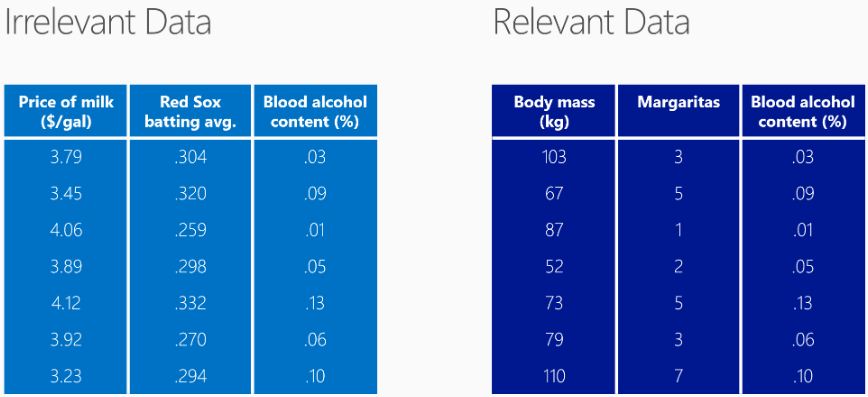 Irrelevant Data
Price of milk ($/gal) Red Sox batting avg. Blood alcohol content (%)
3.79 .304 .03
3.45 .320 .09
4.06 .259 .01
3.89 .298 .05
4.12 .332 .13
3.92 .270 .06
3.23 .294 .10
Relevant Data
Body mass (kg) Margaritas Blood alcohol content (%)
103 3 .03
67 5 .09
87 1 .01
52 2 .05
73 5 .13
79 3 .06
110 7 .10